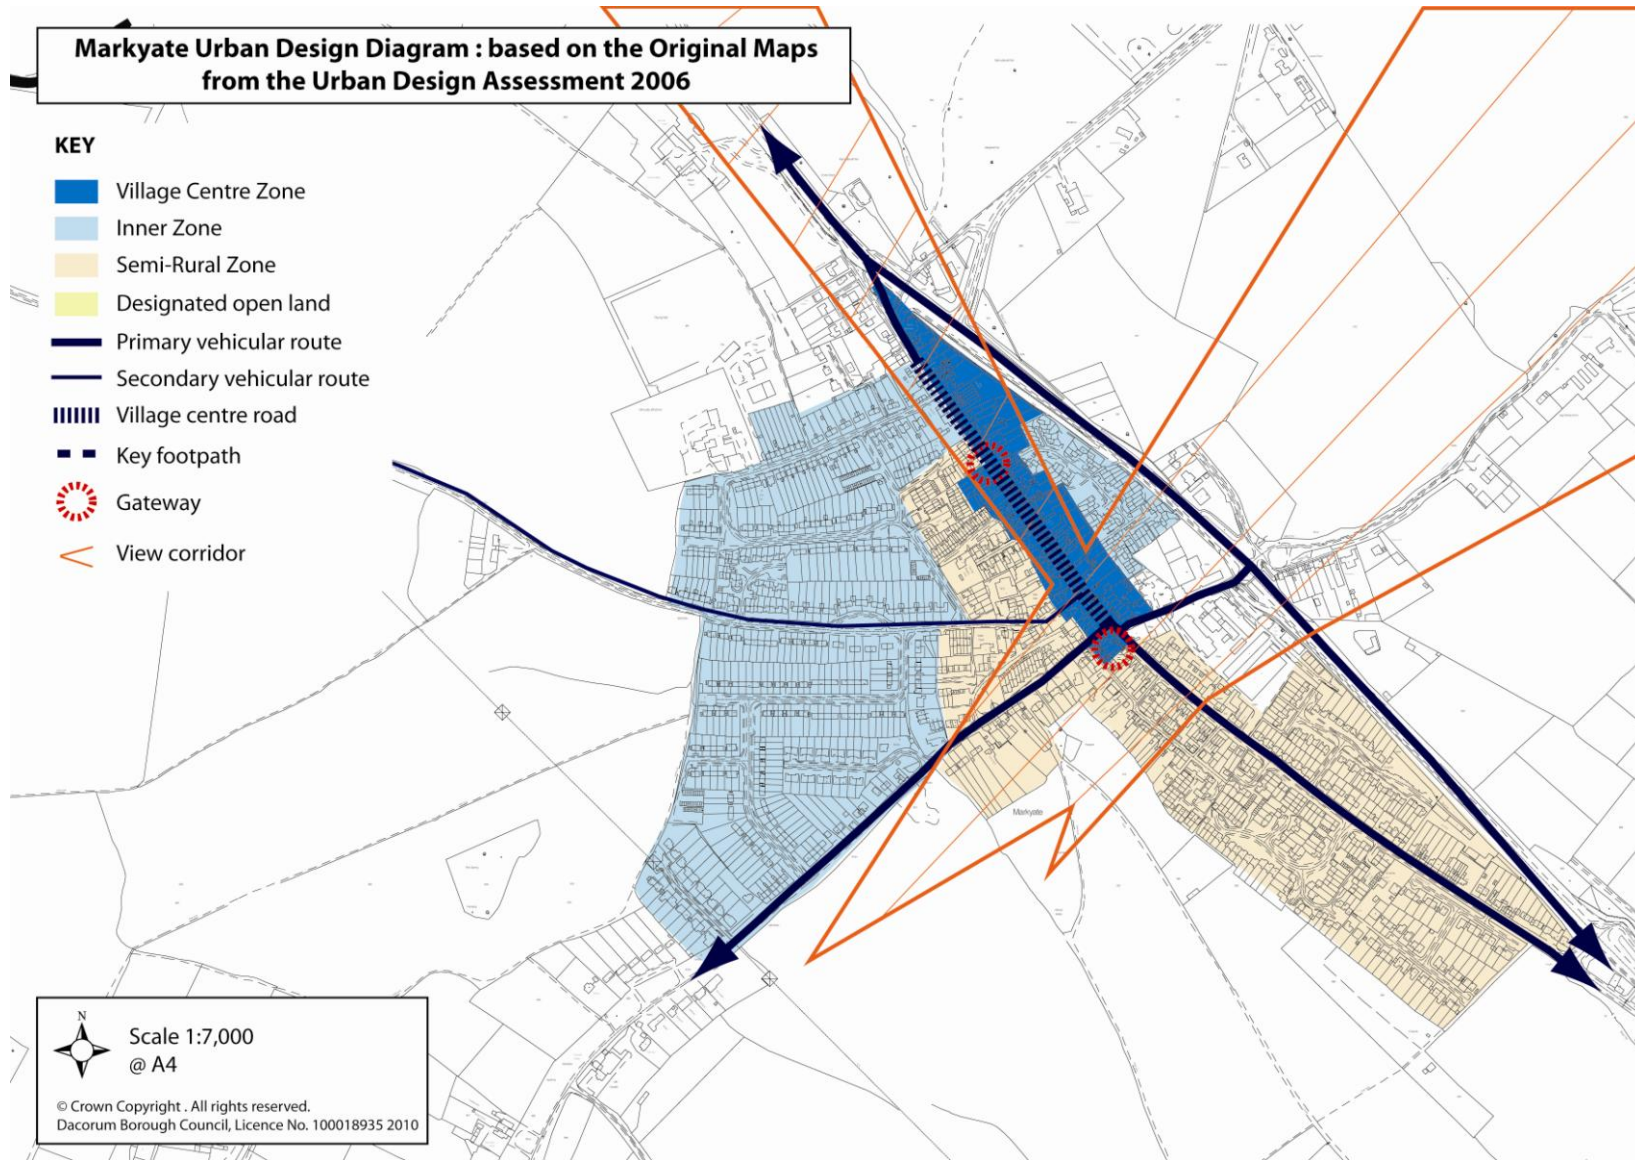 Markyate Urban Design Diagram : based on the Original Maps
from the Urban Design Assessment 2006
KEY
Village Centre Zone
Inner Zone
Semi-Rural Zone
Designated open land
Primary vehicular route
Secondary vehicular route
Village centre road
Key footpath
Gateway
View corridor
Markyate
N
Scale 1:7,000
@ A4
© Crown Copyright . All rights reserved.
Dacorum Borough Council, Licence No. 100018935 2010